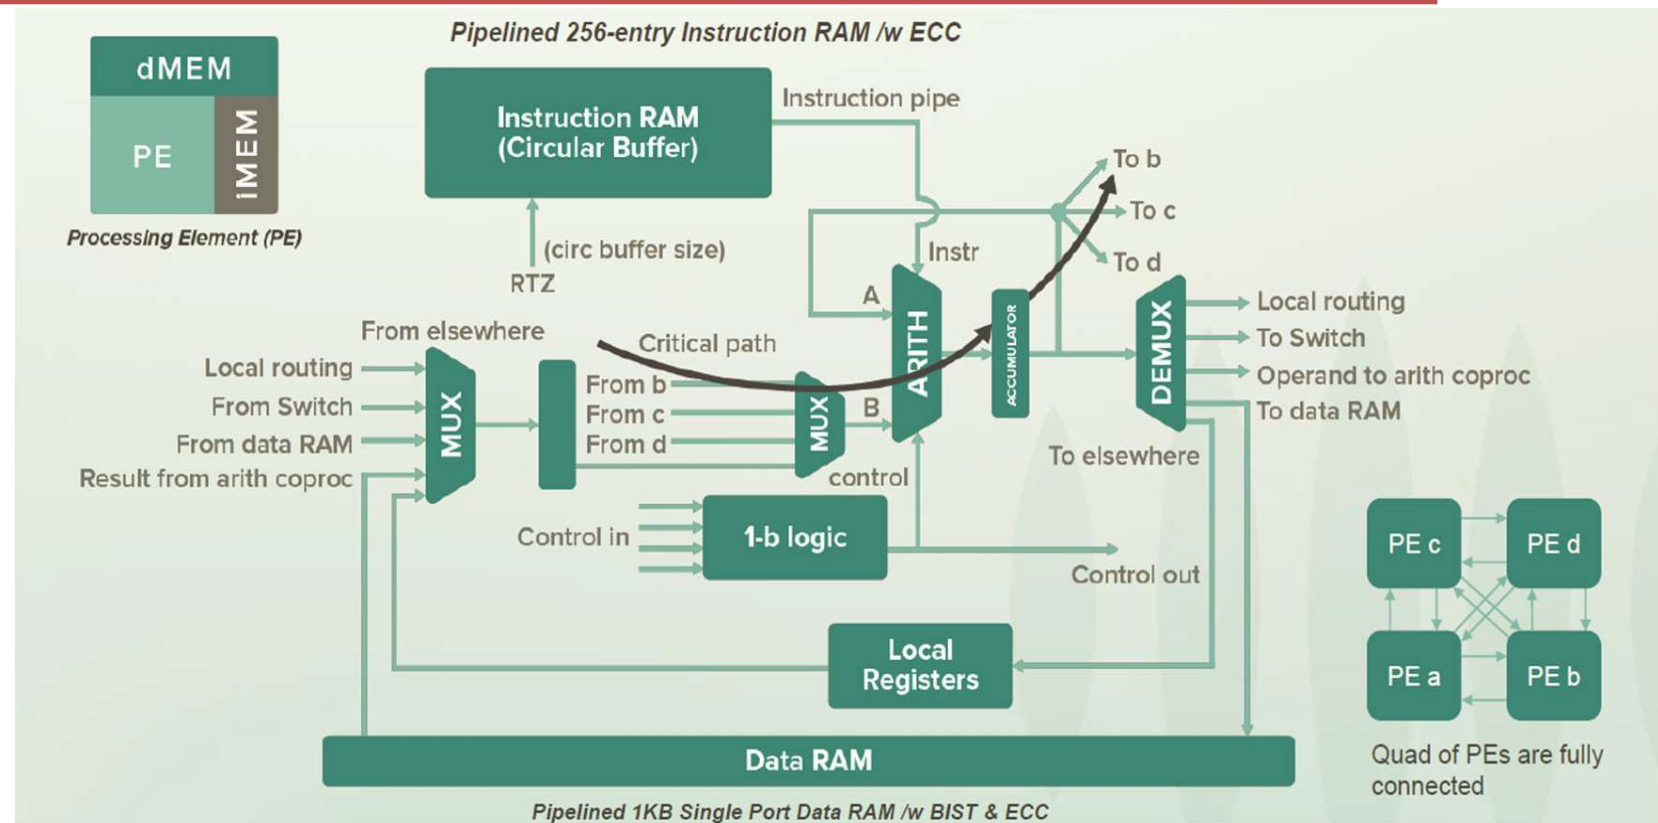 Pipelined 256-entry Instruction RAM /w ECC
dMEM
PE
iMEM
Processing Element (PE)
Instruction RAM
(Circular Buffer)
Instruction pipe
(circ buffer size)
RTZ
To b
To c
To d
Instr
A
ARITH
B
ACCUMULATOR
DEMUX
Local routing
To Switch
Operand to arith coproc
To data RAM
To elsewhere
From elsewhere
Critical path
Local routing
From Switch
From data RAM
Result from arith coproc
MUX
From b
From c
From d
MUX
control
Control in
1-b logic
Control out
Local
Registers
Data RAM
Pipelined 1KB Single Port Data RAM /w BIST & ECC
PE c
PE d
PE a
PE b
Quad of PEs are fully
connected